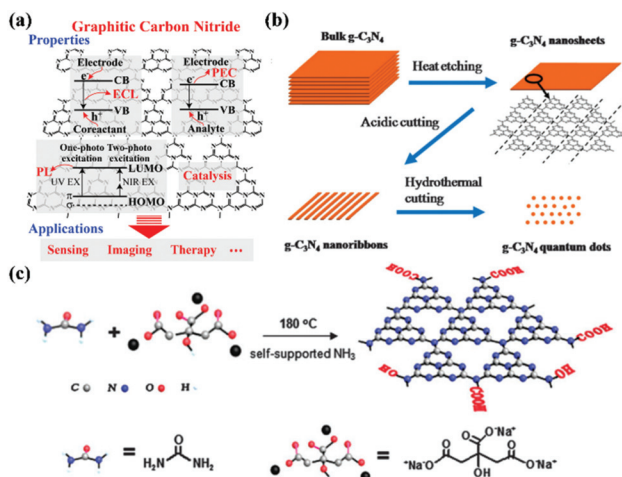 (a)
Graphitic Carbon Nitride
Properties
Electrode
e-
CB
ECL
VB
h+
Coreactant
Electrode
PEC
e-
CB
VB
h+
Analyte
One-photo excitation
Two-photo excitation
PL
LUMO
UV EX
NIR EX
Catalysis
π
σ
HOMO
Applications
Sensing Imaging Therapy ...
(b)
Bulk g-C3N4
g-C3N4 nanosheets
Heat etching
Acidic cutting
Hydrothermal
cutting
g-C3N4 nanoribbons
g-C3N4 quantum dots
(c)
+
180 °C
self-supported NH3
COOH
COOH
COOH
COOH
HO
OH
COOH
C N O H
=
O
H2N NH2
=
O O-Na+
O O
+Na-O OH O-Na+